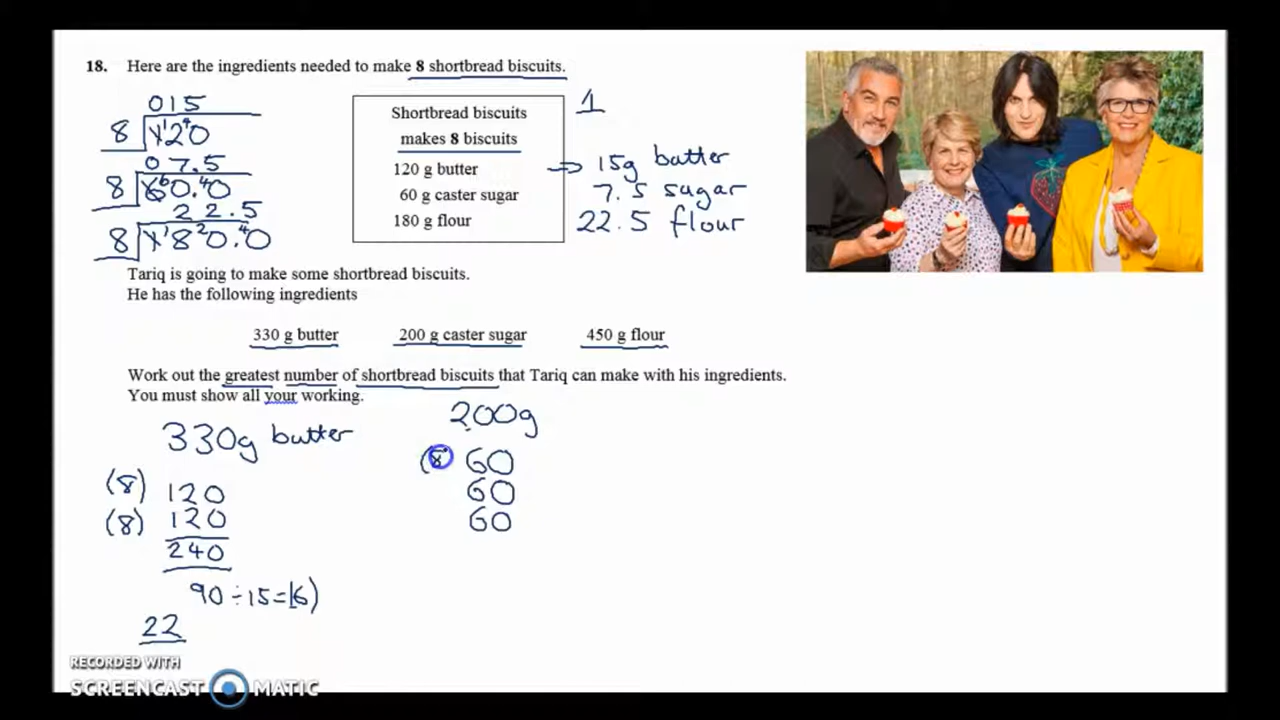 18. Here are the ingredients needed to make 8 shortbread biscuits.
015
8 120
07.5
8 60.40
22.5
8 180.0
Shortbread biscuits
makes 8 biscuits
120 g butter
60 g caster sugar
180 g flour
1
→ 15g butter
7.5 sugar
22.5 flour
Tariq is going to make some shortbread biscuits.
He has the following ingredients
330 g butter 200 g caster sugar 450 g flour
Work out the greatest number of shortbread biscuits that Tariq can make with his ingredients.
You must show all your working.
330g butter
(8) 120
(8) 120
240
90 ÷ 15 = (6)
22
200g
(8 60
60
60
RECORDED WITH
SCREENCAST MATIC